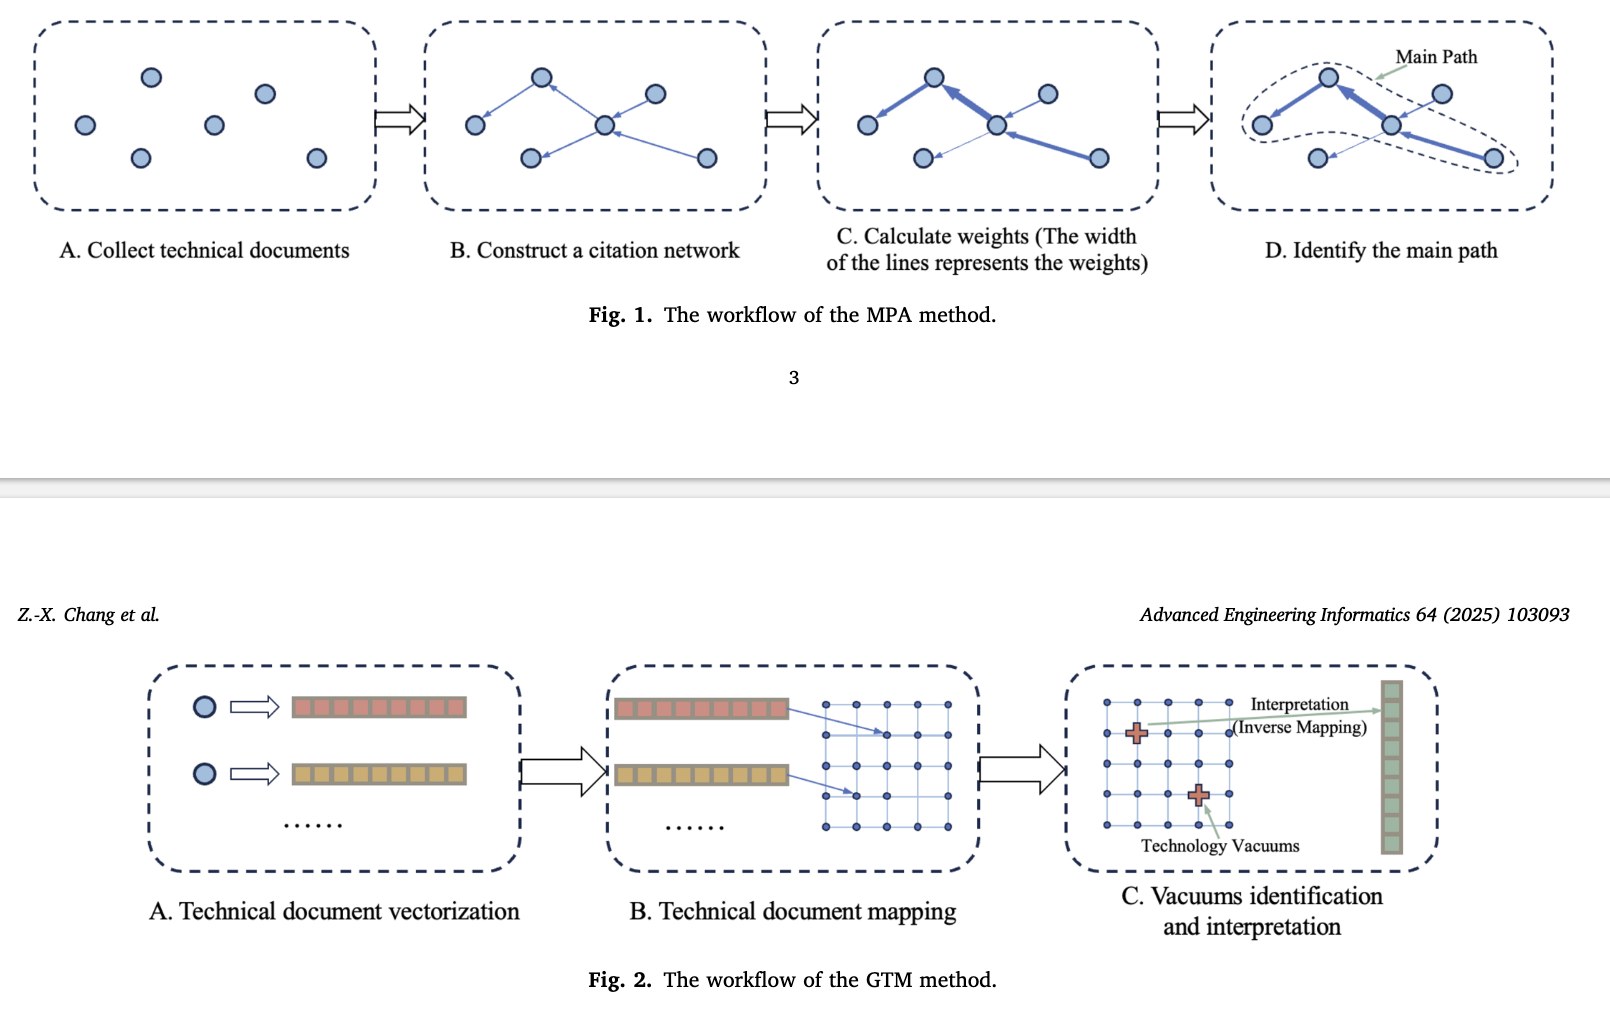 Main Path
A. Collect technical documents
B. Construct a citation network
C. Calculate weights (The width
of the lines represents the weights)
D. Identify the main path
Fig. 1. The workflow of the MPA method.
3
Z.-X. Chang et al.
Advanced Engineering Informatics 64 (2025) 103093
......
......
Interpretation
(Inverse Mapping)
Technology Vacuums
A. Technical document vectorization
B. Technical document mapping
C. Vacuums identification
and interpretation
Fig. 2. The workflow of the GTM method.